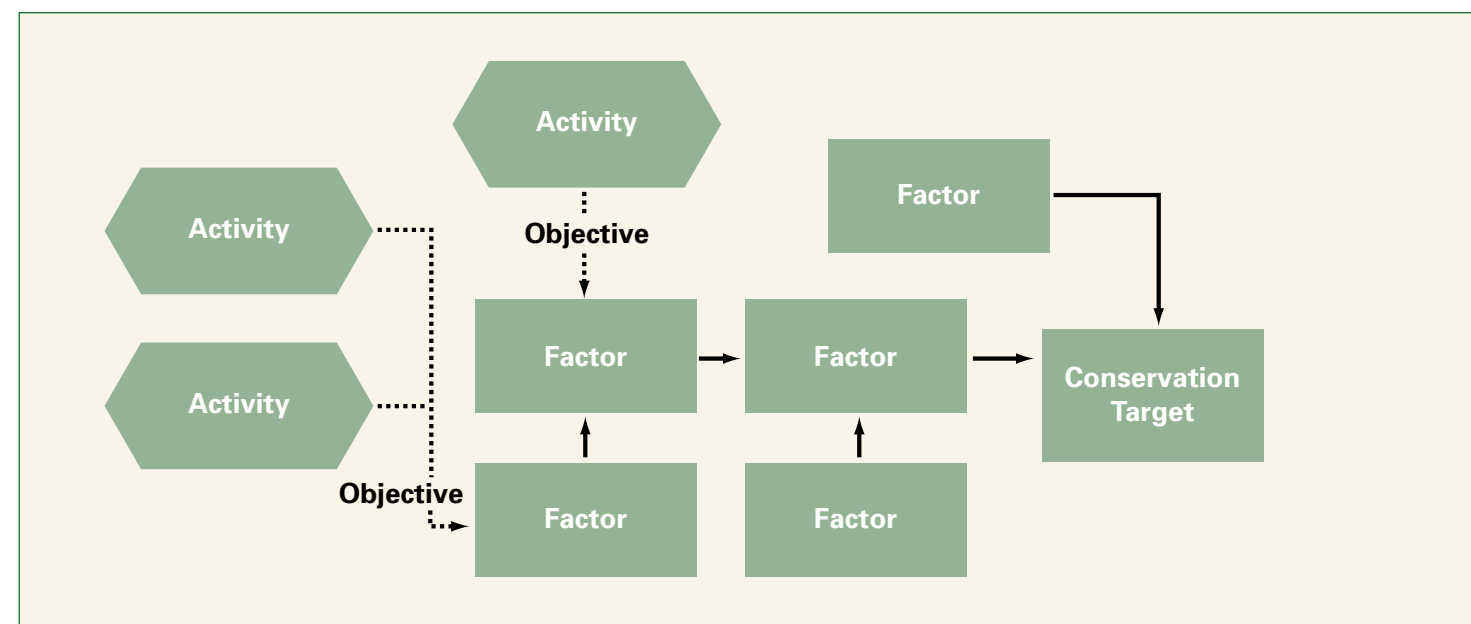 Activity
Factor
Activity
Objective
Factor
Factor
Conservation
Target
Activity
Objective
Factor
Factor